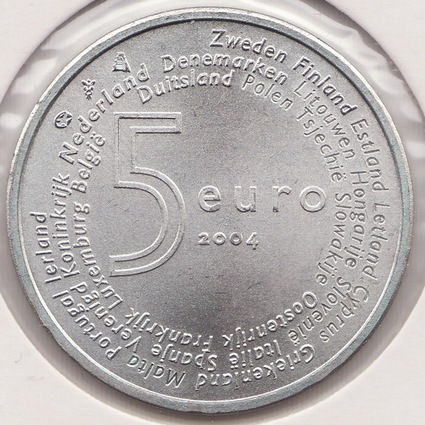 Zweden Finland Estland Letland Cyprus
Denemarken Litouwen Hongarije Slovenië
Duitsland Polen Tsjechië Slowakije
Oostenrijk
Griekenland Italië
Malta Spanje Frankrijk
Portugal Verenigd Koninkrijk Luxemburg België
Ierland Nederland
5 euro
2004